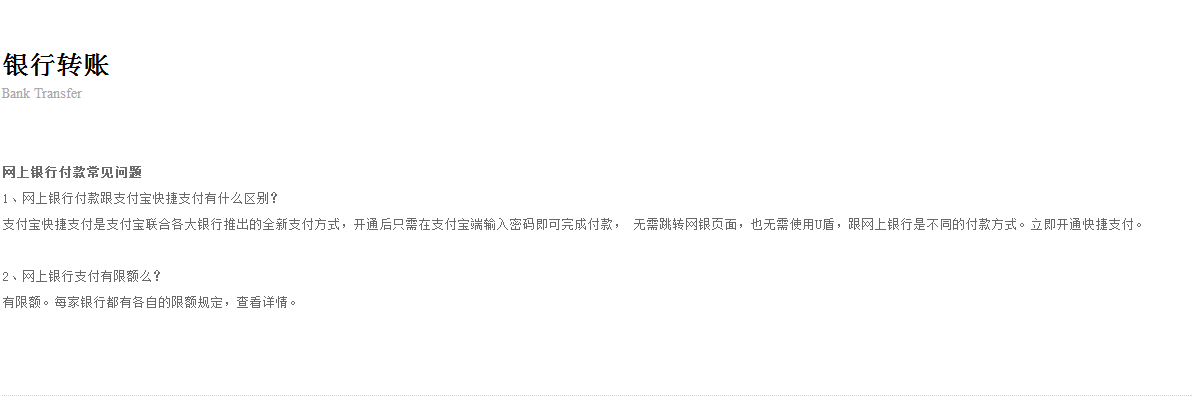 银行转账
Bank Transfer
网上银行付款常见问题
1、网上银行付款跟支付宝快捷支付有什么区别？
支付宝快捷支付是支付宝联合各大银行推出的全新支付方式，开通后只需在支付宝端输入密码即可完成付款， 无需跳转网银页面，也无需使用U盾，跟网上银行是不同的付款方式。立即开通快捷支付。
2、网上银行支付有限额么？
有限额。每家银行都有各自的限额规定，查看详情。